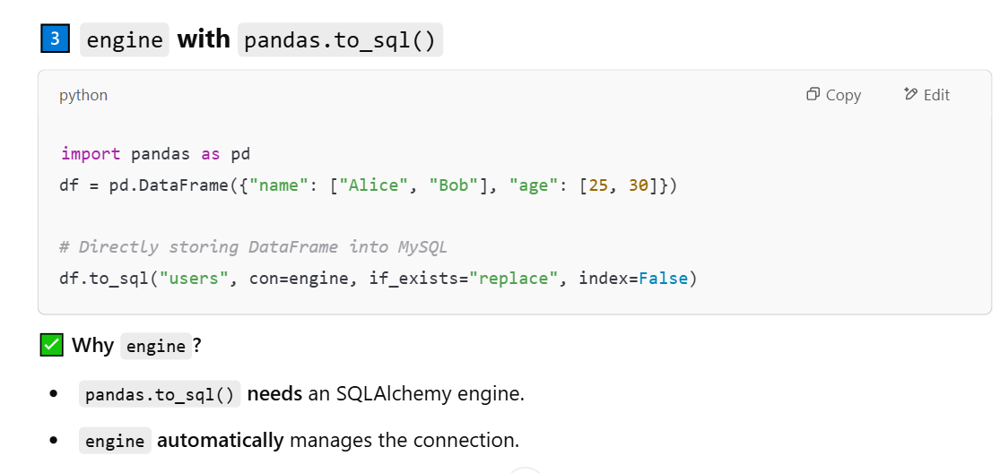 3 engine with pandas.to_sql()
python Copy Edit
import pandas as pd
df = pd.DataFrame({"name": ["Alice", "Bob"], "age": [25, 30]})
# Directly storing DataFrame into MySQL
df.to_sql("users", con=engine, if_exists="replace", index=False)
✅ Why engine?
• pandas.to_sql() needs an SQLAlchemy engine.
• engine automatically manages the connection.